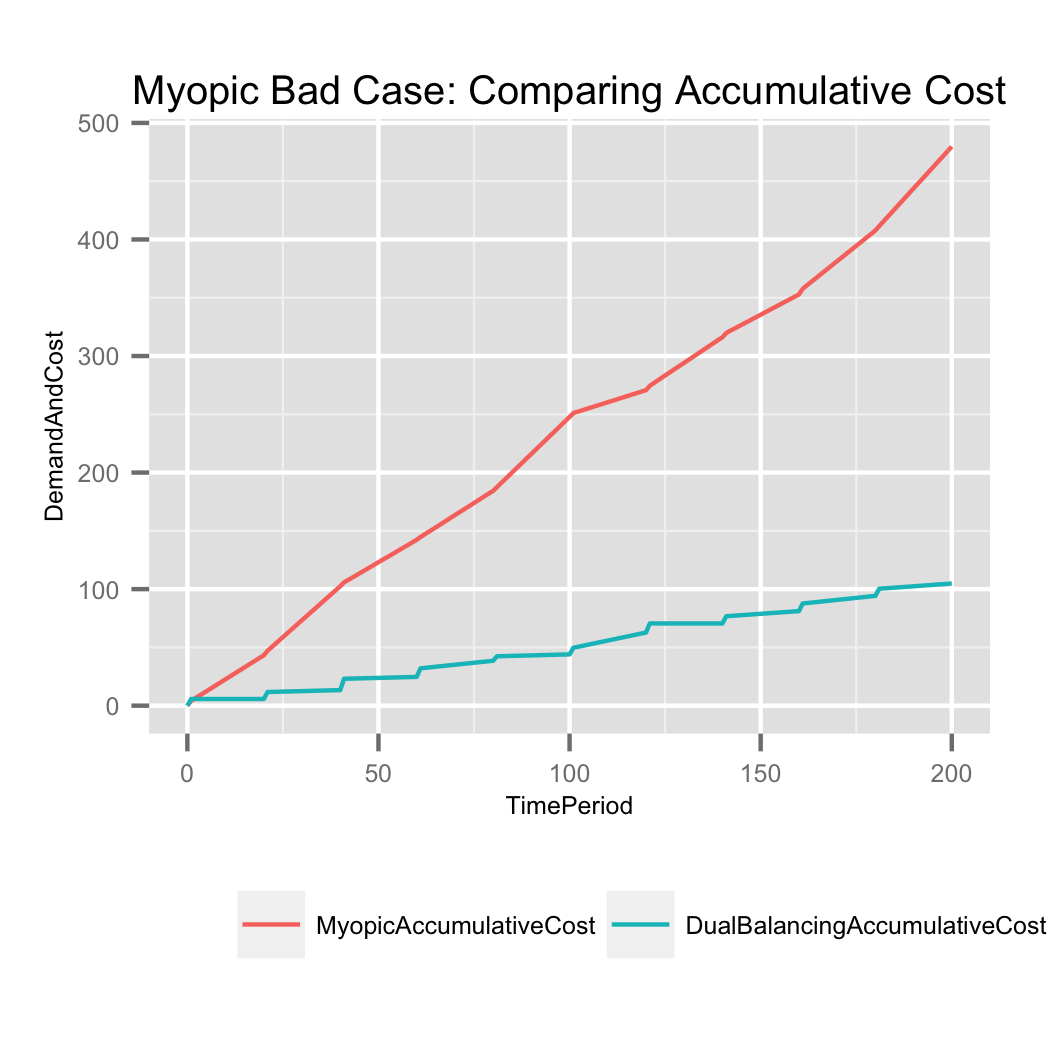 Myopic Bad Case: Comparing Accumulative Cost
500
400
300
200
100
0
DemandAndCost
0 50 100 150 200
TimePeriod
MyopicAccumulativeCost DualBalancingAccumulativeCost